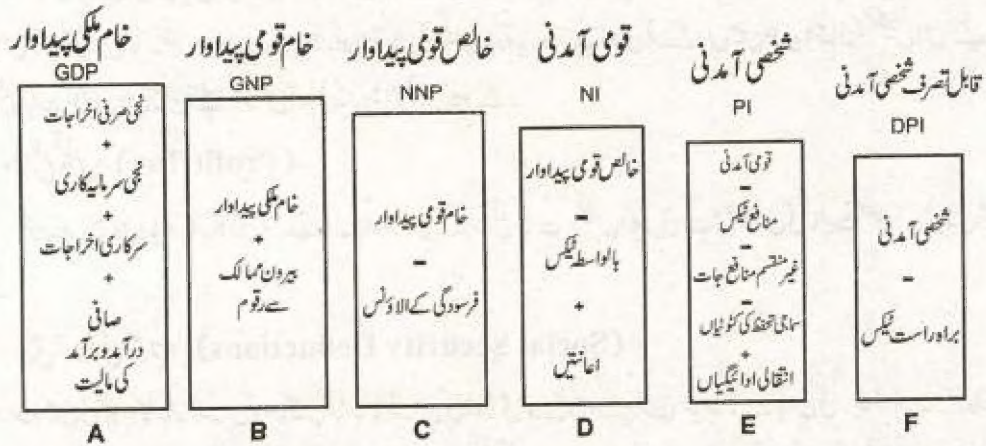 خام ملکی پیداوار
GDP
نجی صرفی اخراجات
+
نجی سرمایہ کاری
+
سرکاری اخراجات
+
صافی
درآمد و برآمد
کی مالیت
A
خام قومی پیداوار
GNP
خام ملکی پیداوار
+
بیرون ممالک
سے رقوم
B
خالص قومی پیداوار
NNP
خام قومی پیداوار
-
فرسودگی کے الاؤنس
C
قومی آمدنی
NI
خالص قومی پیداوار
-
بالواسطہ ٹیکس
+
اعانتیں
D
شخصی آمدنی
PI
قومی آمدنی
-
منافع ٹیکس
-
غیر منقسم منافع جات
-
سماجی تحفظ کی کٹوتیاں
+
انتقالی ادائیگیاں
E
قابل تصرف شخصی آمدنی
DPI
شخصی آمدنی
-
براہ راست ٹیکس
F
(Social Security Deductions)